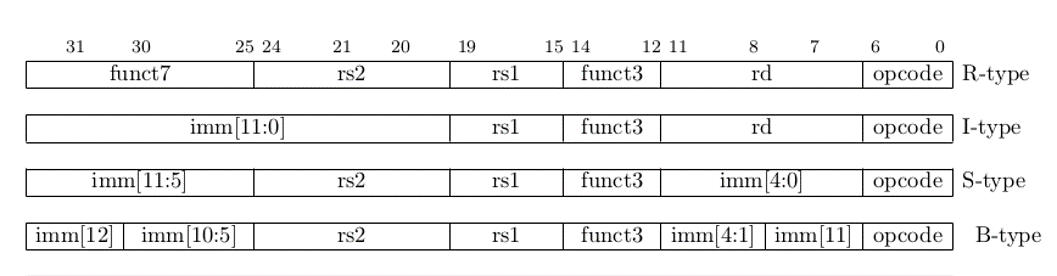 31 30 25 24 21 20 19 15 14 12 11 8 7 6 0
funct7 rs2 rs1 funct3 rd opcode R-type
imm[11:0] rs1 funct3 rd opcode I-type
imm[11:5] rs2 rs1 funct3 imm[4:0] opcode S-type
imm[12] imm[10:5] rs2 rs1 funct3 imm[4:1] imm[11] opcode B-type